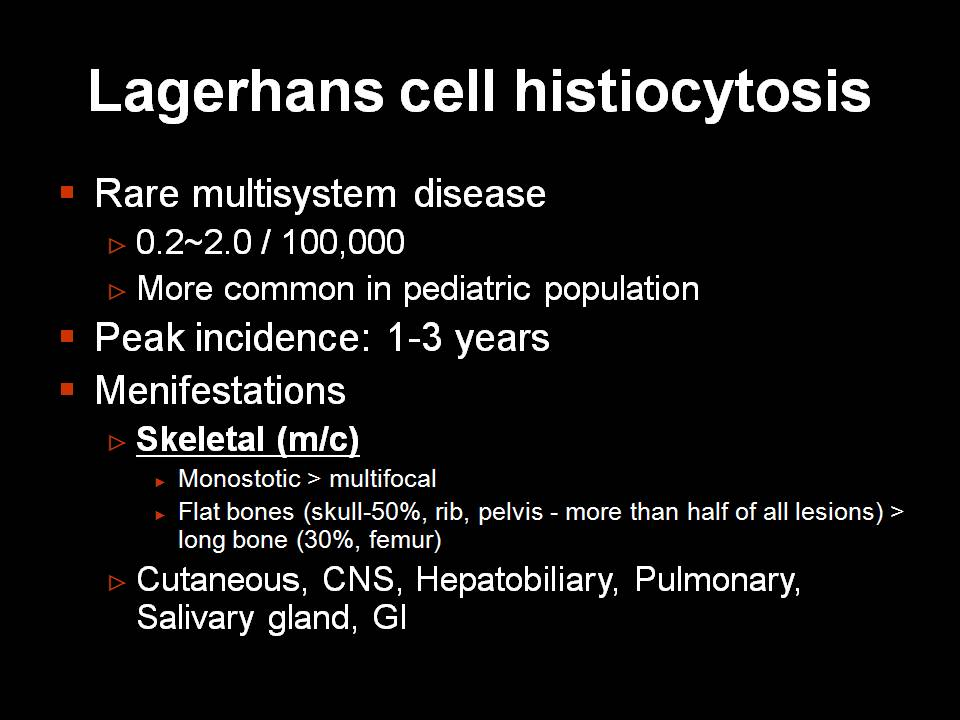 Lagerhans cell histiocytosis
Rare multisystem disease
0.2~2.0 / 100,000
More common in pediatric population
Peak incidence: 1-3 years
Menifestations
Skeletal (m/c)
Monostotic > multifocal
Flat bones (skull-50%, rib, pelvis - more than half of all lesions) >
long bone (30%, femur)
Cutaneous, CNS, Hepatobiliary, Pulmonary,
Salivary gland, GI